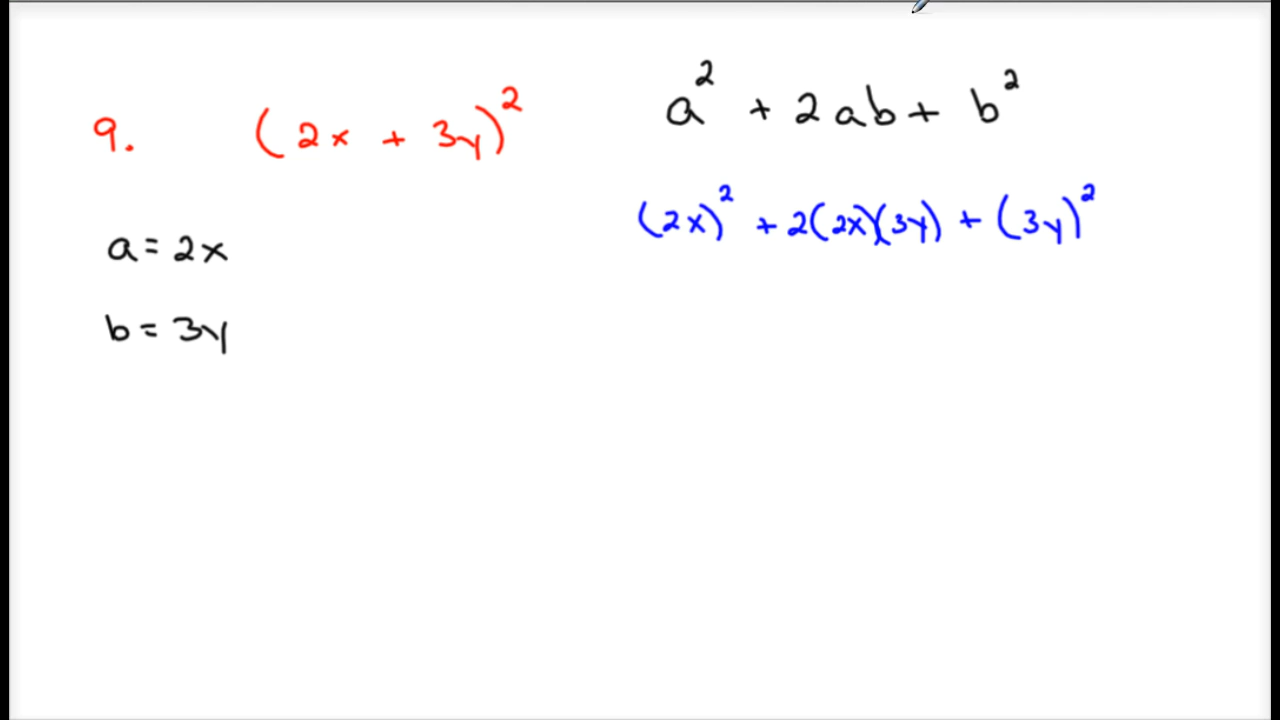 9. (2x + 3y)²
a² + 2ab + b²
(2x)² + 2(2x)(3y) + (3y)²
a = 2x
b = 3y